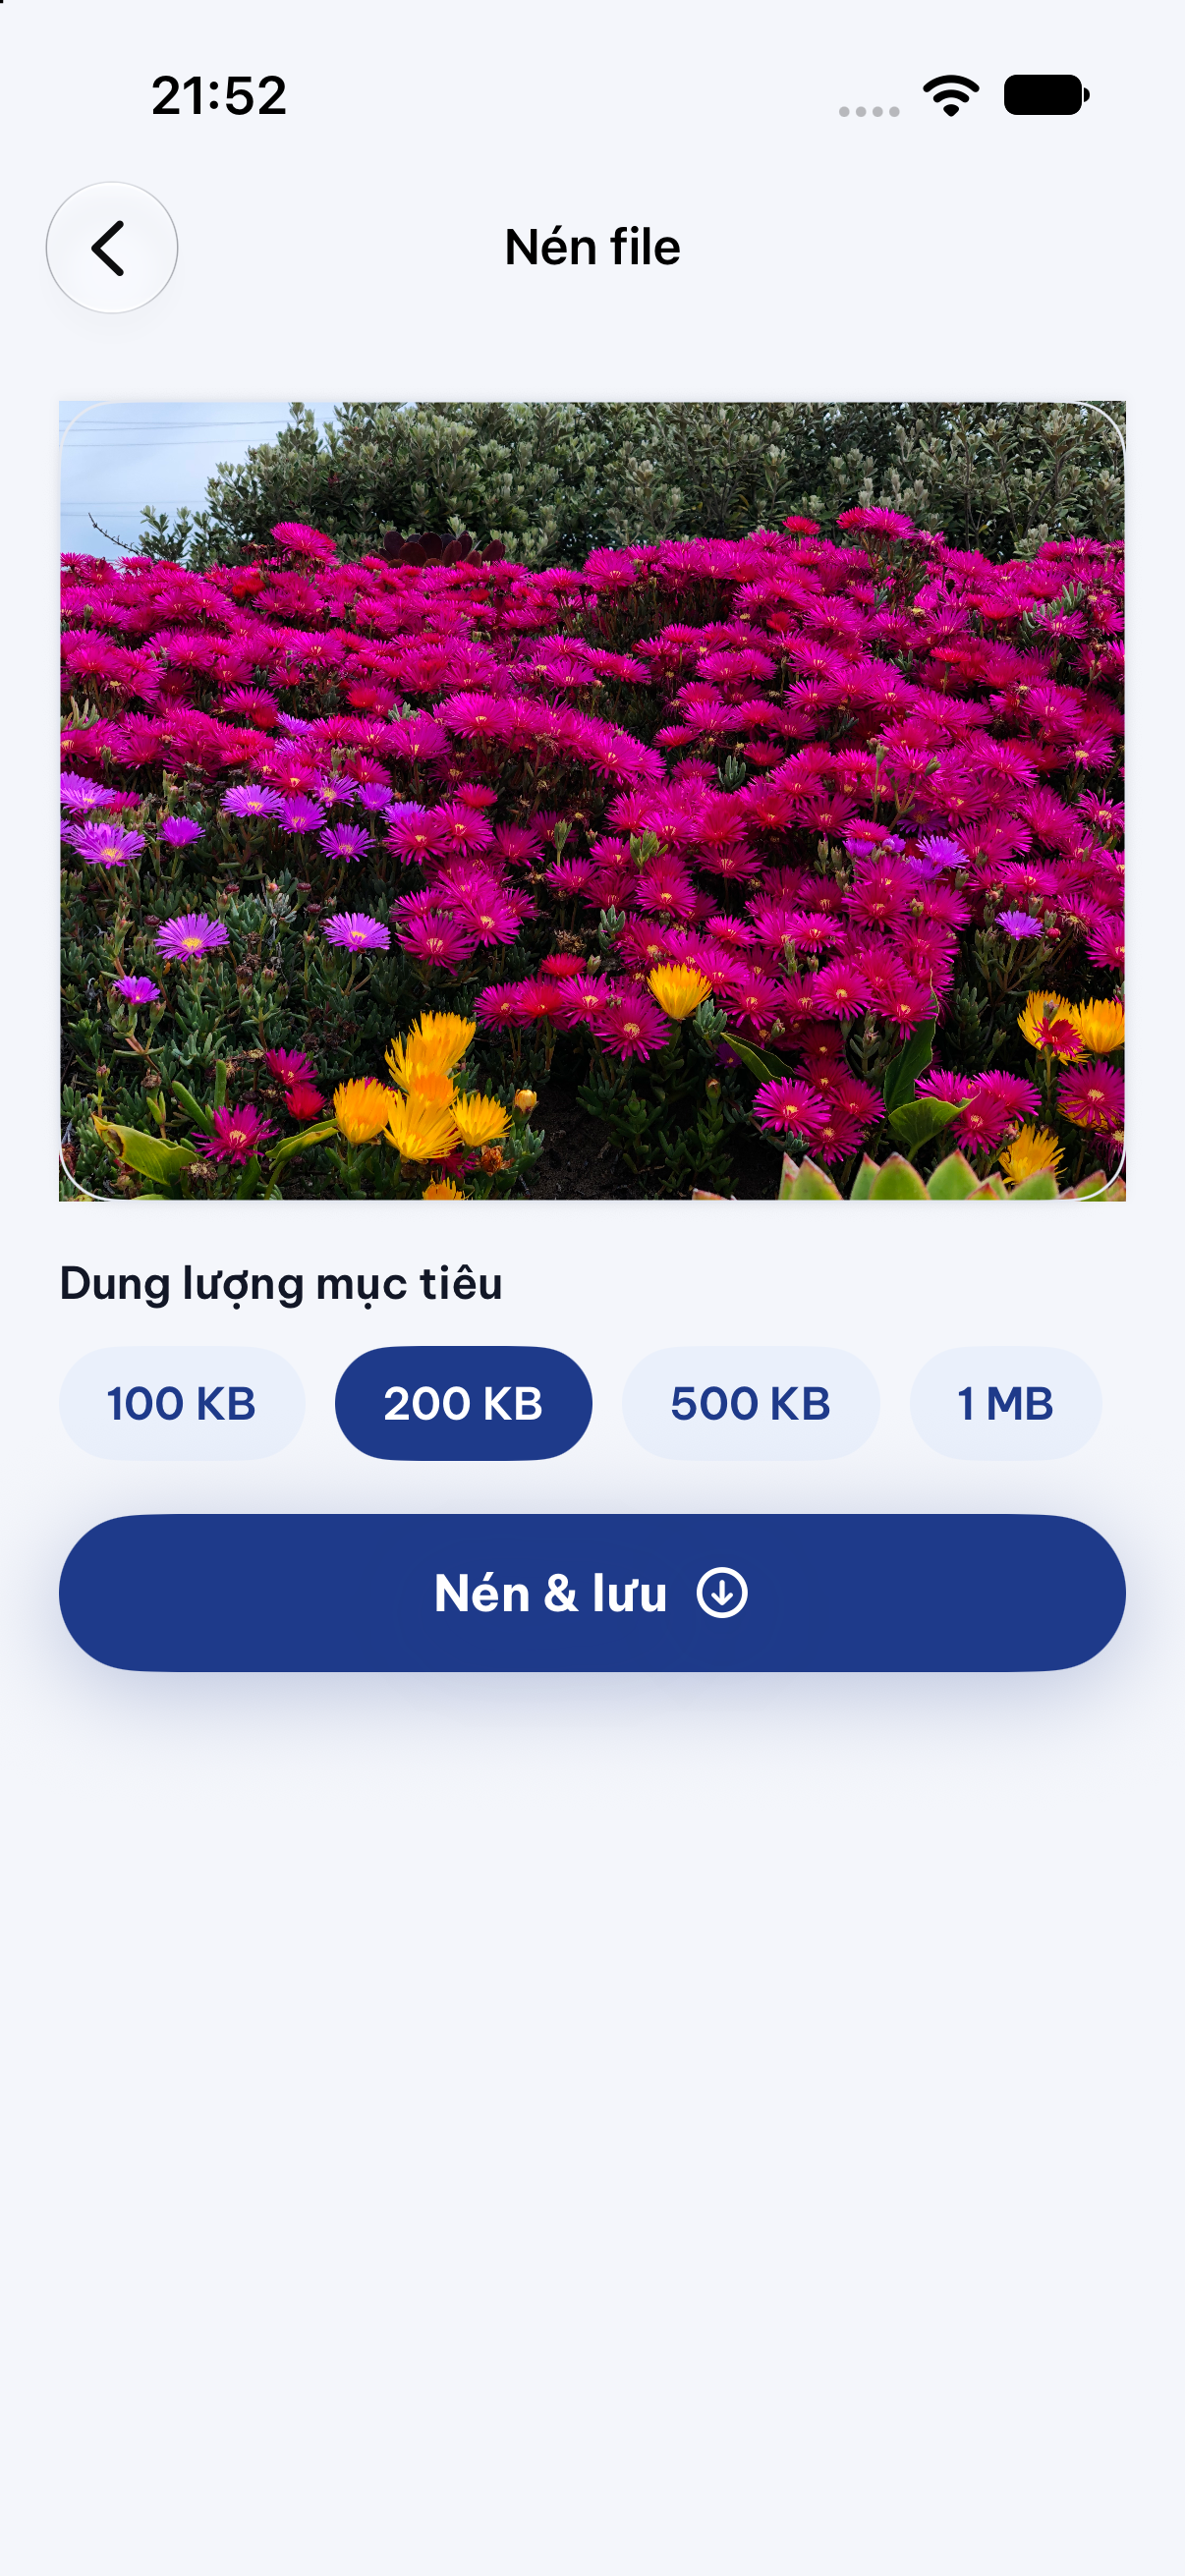 21:52
Nén file
Dung lượng mục tiêu
100 KB 200 KB 500 KB 1 MB
Nén & lưu